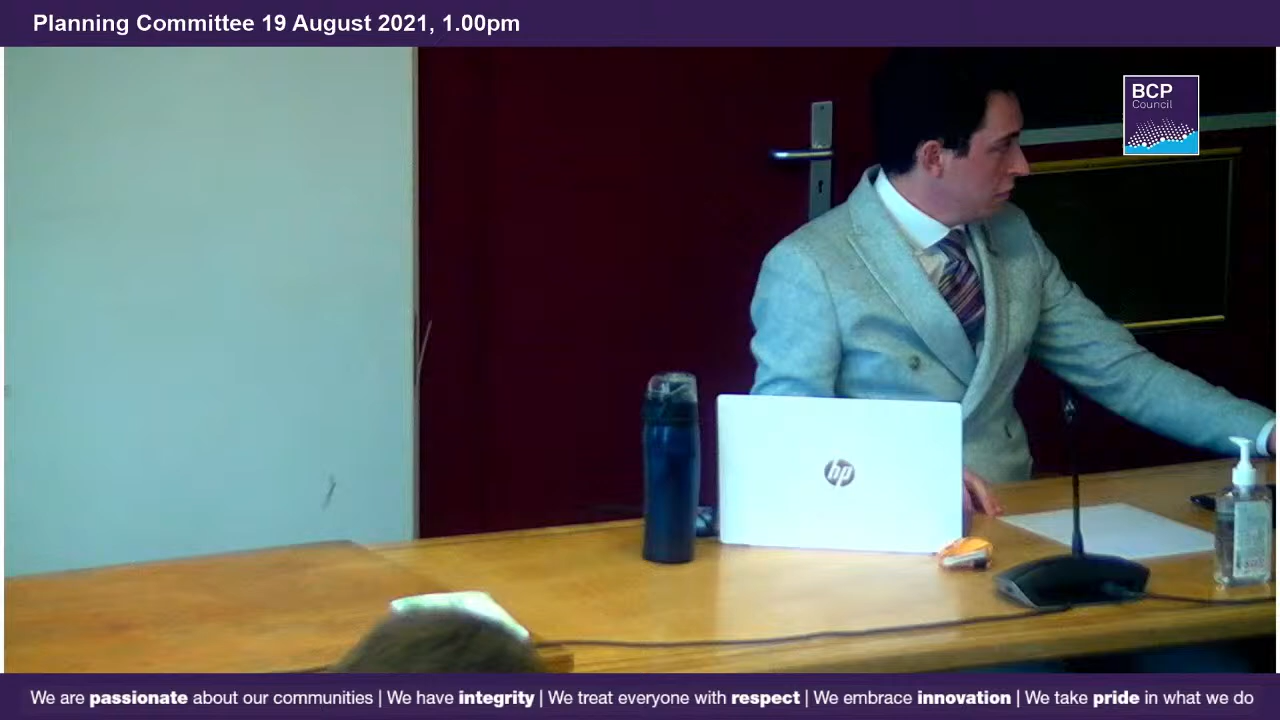 Planning Committee 19 August 2021, 1.00pm
BCP
Council
hp
We are passionate about our communities | We have integrity | We treat everyone with respect | We embrace innovation | We take pride in what we do